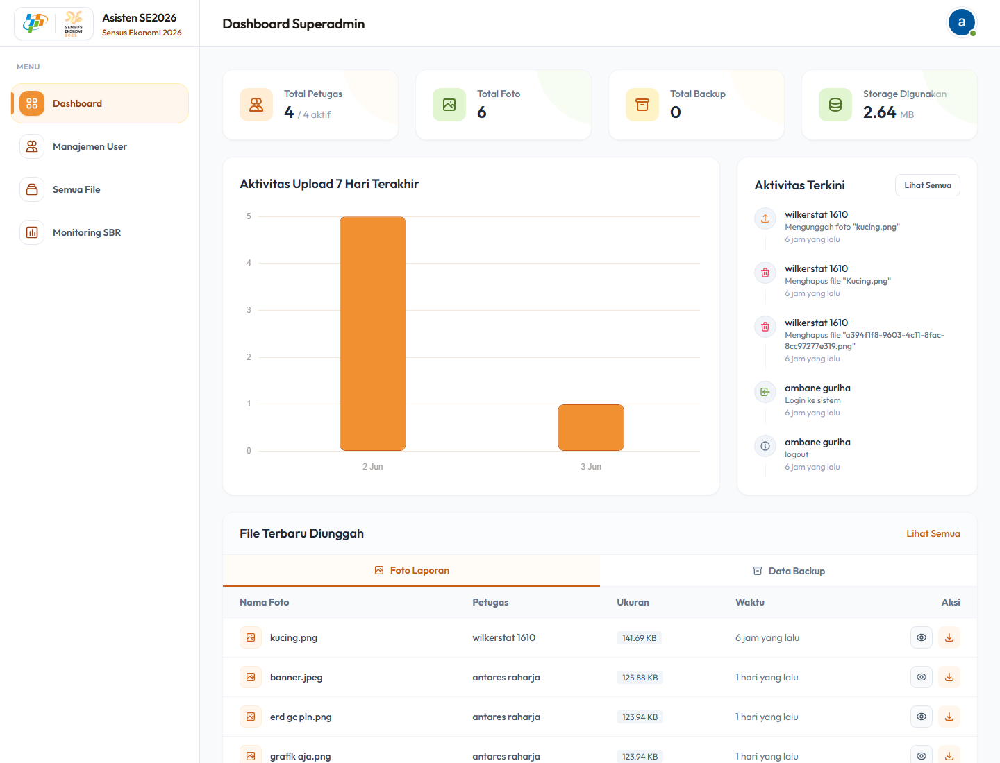 SENSUS
EKONOMI
2026
Asisten SE2026
Sensus Ekonomi 2026
Dashboard Superadmin
a
MENU
Dashboard
Manajemen User
Semua File
Monitoring SBR
Total Petugas
4 / 4 aktif
Total Foto
6
Total Backup
0
Storage Digunakan
2.64 MB
Aktivitas Upload 7 Hari Terakhir
5
4
3
2
1
0
2 Jun
3 Jun
Aktivitas Terkini
Lihat Semua
wilkerstat 1610
Mengunggah foto "kucing.png"
6 jam yang lalu
wilkerstat 1610
Menghapus file "Kucing.png"
6 jam yang lalu
wilkerstat 1610
Menghapus file "a394f1f8-9603-4c11-8fac-
8cc97277e319.png"
6 jam yang lalu
ambane guriha
Login ke sistem
6 jam yang lalu
ambane guriha
logout
6 jam yang lalu
File Terbaru Diunggah
Lihat Semua
Foto Laporan
Data Backup
Nama Foto Petugas Ukuran Waktu Aksi
kucing.png wilkerstat 1610 141.69 KB 6 jam yang lalu
banner.jpeg antares raharja 125.88 KB 1 hari yang lalu
erd gc pln.png antares raharja 123.94 KB 1 hari yang lalu
grafik aja.png antares raharja 123.94 KB 1 hari yang lalu